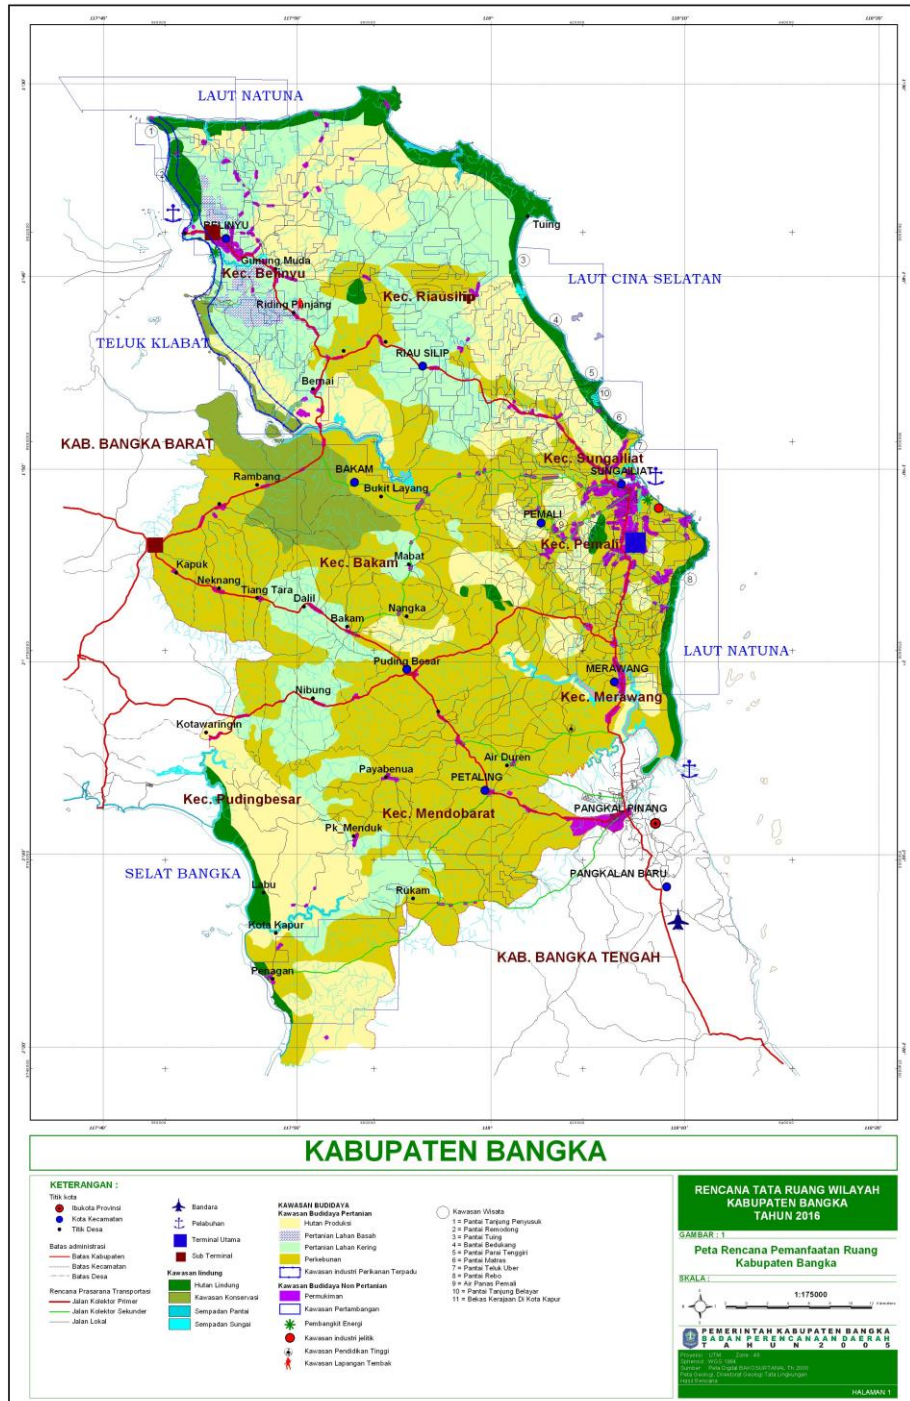 LAUT NATUNA
1
2
BELINYU
Tuing
Gunung Muda
Kec. Belinyu
3
LAUT CINA SELATAN
Kec. Riausilip
Riding Panjang
4
TELUK KLABAT
RIAU SILIP
5
Bernai
10
6
KAB. BANGKA BARAT
Kec. Sungailiat
SUNGAILIAT
Rambang
BAKAM
Bukit Layang
PEMALI
9
Kec. Pemali
Mabat
Kec. Bakam
Kapuk
Neknang
8
Tiang Tara
Dalil
Nangka
Bakam
LAUT NATUNA
Puding Besar
MERAWANG
Nibung
Kec. Merawang
Kotawaringin
Air Duren
Payabenua
PETALING
Kec. Pudingbesar
Kec. Mendobarat
PANGKAL PINANG
Pk_Menduk
SELAT BANGKA
PANGKALAN BARU
Labu
Rukam
Kota Kapur
KAB. BANGKA TENGAH
Penagan
KABUPATEN BANGKA
KETERANGAN :
Titik kota
Ibukota Provinsi
Kota Kecamatan
Titik Desa
Batas administrasi
Batas Kabupaten
Batas Kecamatan
Batas Desa
Rencana Prasarana Transportasi
Jalan Kolektor Primer
Jalan Kolektor Sekunder
Jalan Lokal
Bandara
Pelabuhan
Terminal Utama
Sub Terminal
Kawasan lindung
Hutan Lindung
Kawasan Konservasi
Sempadan Pantai
Sempadan Sungai
KAWASAN BUDIDAYA
Kawasan Budidaya Pertanian
Hutan Produksi
Pertanian Lahan Basah
Pertanian Lahan Kering
Perkebunan
Kawasan Industri Perikanan Terpadu
Kawasan Budidaya Non Pertanian
Permukiman
Kawasan Pertambangan
Pembangkit Energi
Kawasan industri jelitik
Kawasan Pendidikan Tinggi
Kawasan Lapangan Tembak
Kawasan Wisata
1 = Pantai Tanjung Penyusuk
2 = Pantai Remodong
3 = Pantai Tuing
4 = Bantai Bedukang
5 = Pantai Parai Tenggiri
6 = Pantai Matras
7 = Pantai Teluk Uber
8 = Pantai Rebo
9 = Air Panas Pemali
10 = Pantai Tanjung Belayar
11 = Bekas Kerajaan Di Kota Kapur
RENCANA TATA RUANG WILAYAH
KABUPATEN BANGKA
TAHUN 2016
GAMBAR : 1
Peta Rencana Pemanfaatan Ruang
Kabupaten Bangka
SKALA :
1:175000
PEMERINTAH KABUPATEN BANGKA
BADAN PERENCANAAN DAERAH
TAHUN 2005
HALAMAN 1